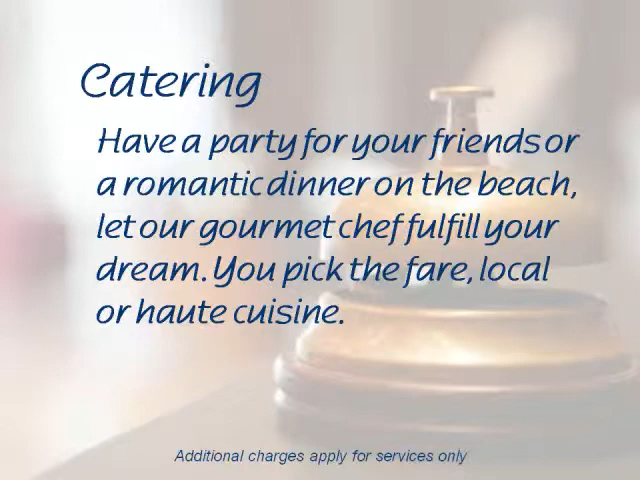 Catering
Have a party for your friends or
a romantic dinner on the beach,
let our gourmet chef fulfill your
dream. You pick the fare, local
or haute cuisine.
Additional charges apply for services only